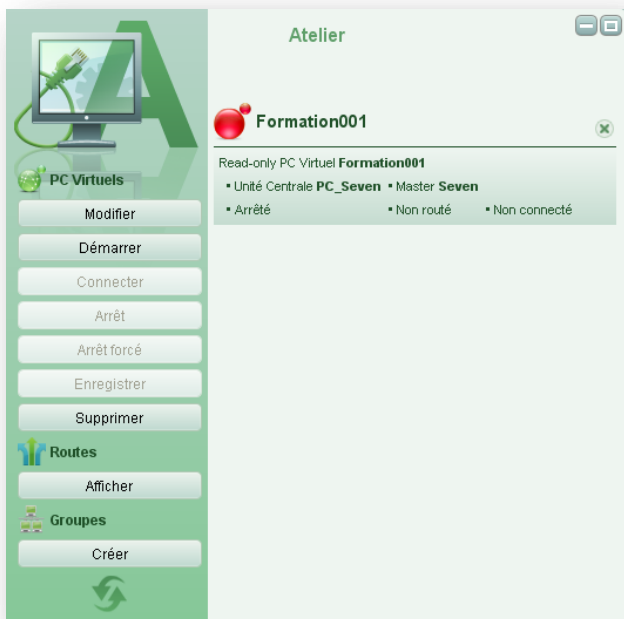 Atelier
Formation001
Read-only PC Virtuel Formation001
▪ Unité Centrale PC_Seven ▪ Master Seven
▪ Arrêté ▪ Non routé ▪ Non connecté
PC Virtuels
Modifier
Démarrer
Connecter
Arrêt
Arrêt forcé
Enregistrer
Supprimer
Routes
Afficher
Groupes
Créer